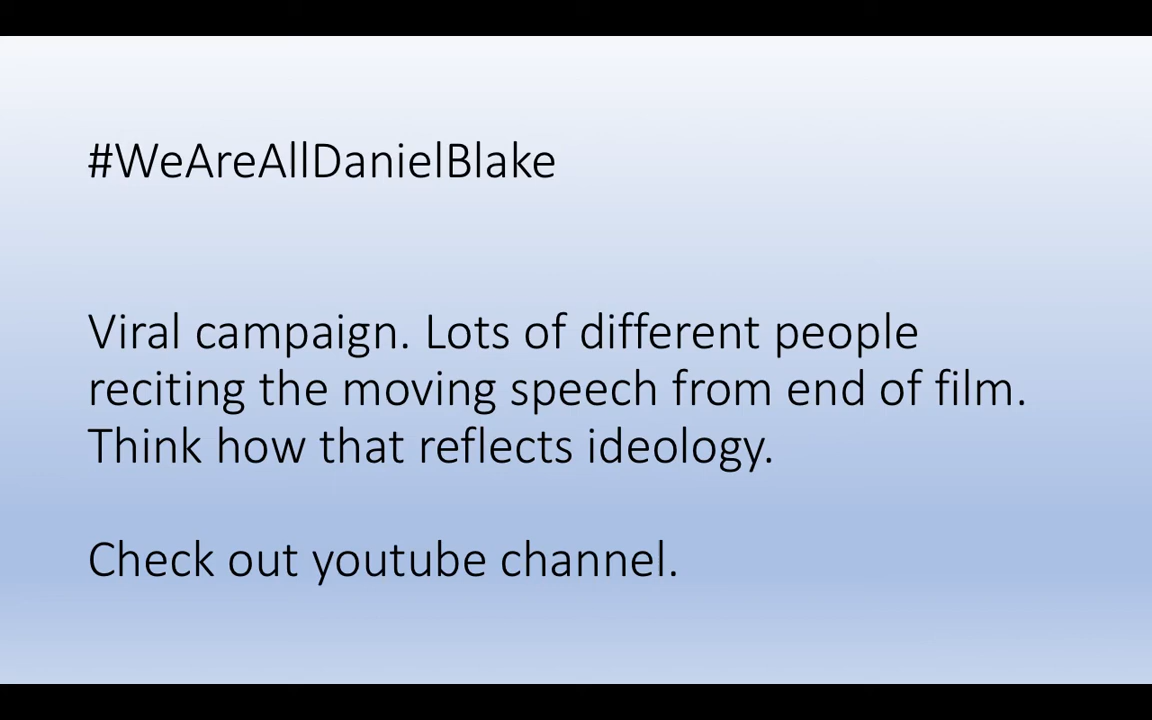 #WeAreAllDanielBlake
Viral campaign. Lots of different people
reciting the moving speech from end of film.
Think how that reflects ideology.
Check out youtube channel.